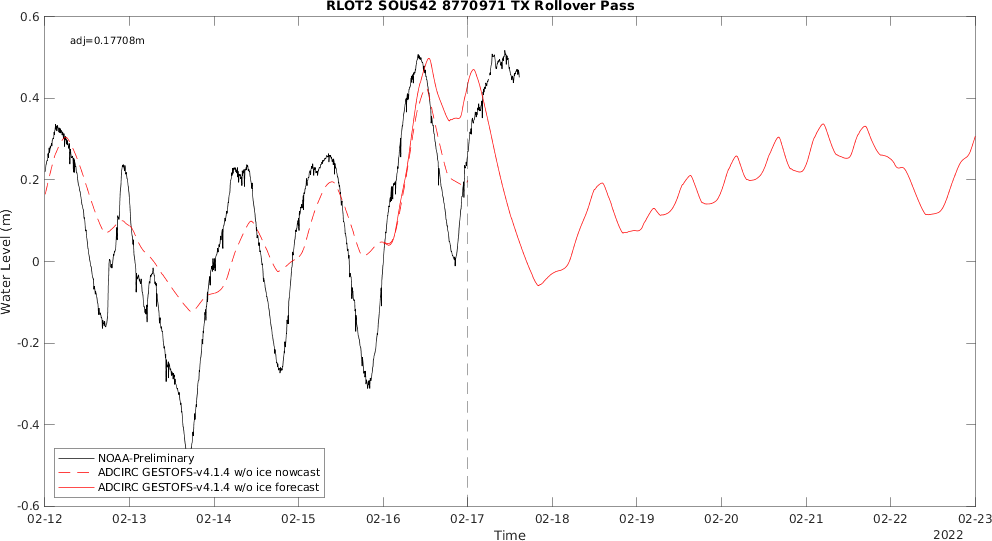 RLOT2 SOUS42 8770971 TX Rollover Pass
adj=0.17708m
0.6
0.4
0.2
0
-0.2
-0.4
-0.6
Water Level (m)
NOAA-Preliminary
ADCIRC GESTOFS-v4.1.4 w/o ice nowcast
ADCIRC GESTOFS-v4.1.4 w/o ice forecast
02-12 02-13 02-14 02-15 02-16 02-17 02-18 02-19 02-20 02-21 02-22 02-23
Time
2022